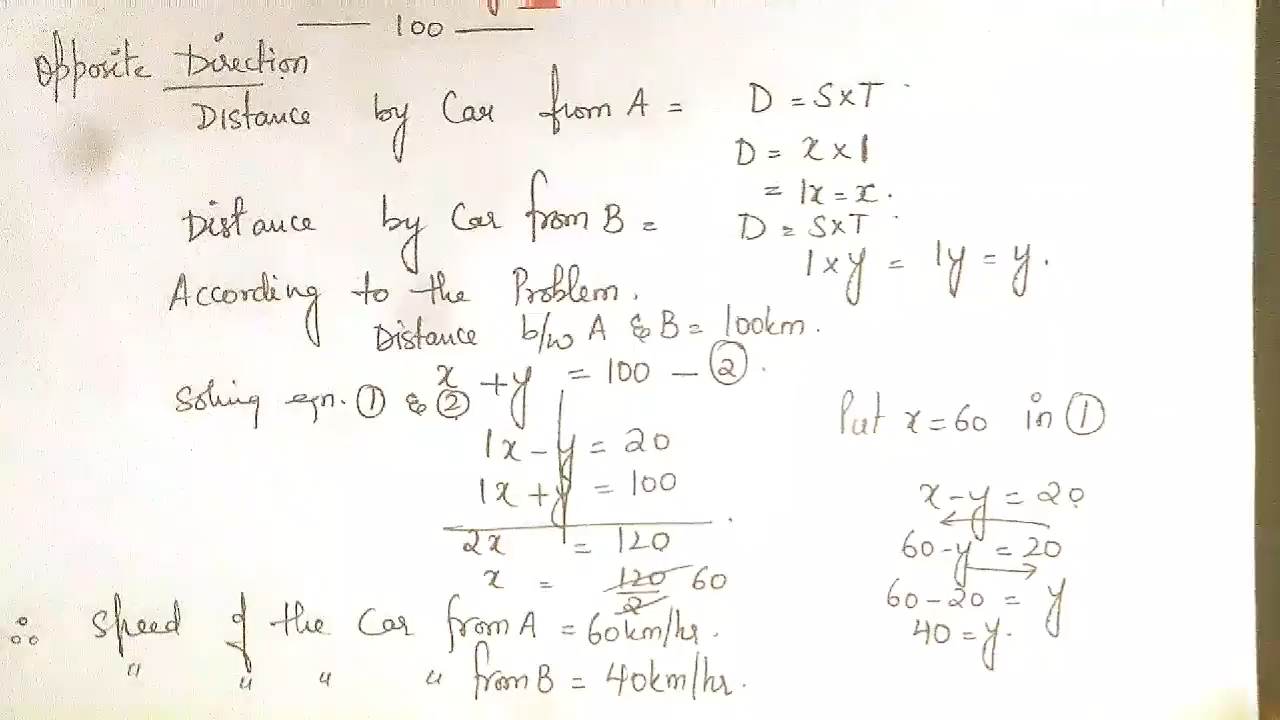 100
Opposite Direction
Distance by Car from A = D = S×T
D = x × 1
= 1x = x.
Distance by Car from B = D = S×T
1×y = 1y = y.
According to the Problem.
Distance b/w A & B = 100km.
x + y = 100 — ②.
Solving eqn. ① & ②
1x - y = 20
1x + y = 100
2x = 120
x = 120/2 60
Put x = 60 in ①
x - y = 20
60 - y = 20
60 - 20 = y
40 = y.
∴ Speed of the Car from A = 60km/hr.
" " " " from B = 40km/hr.